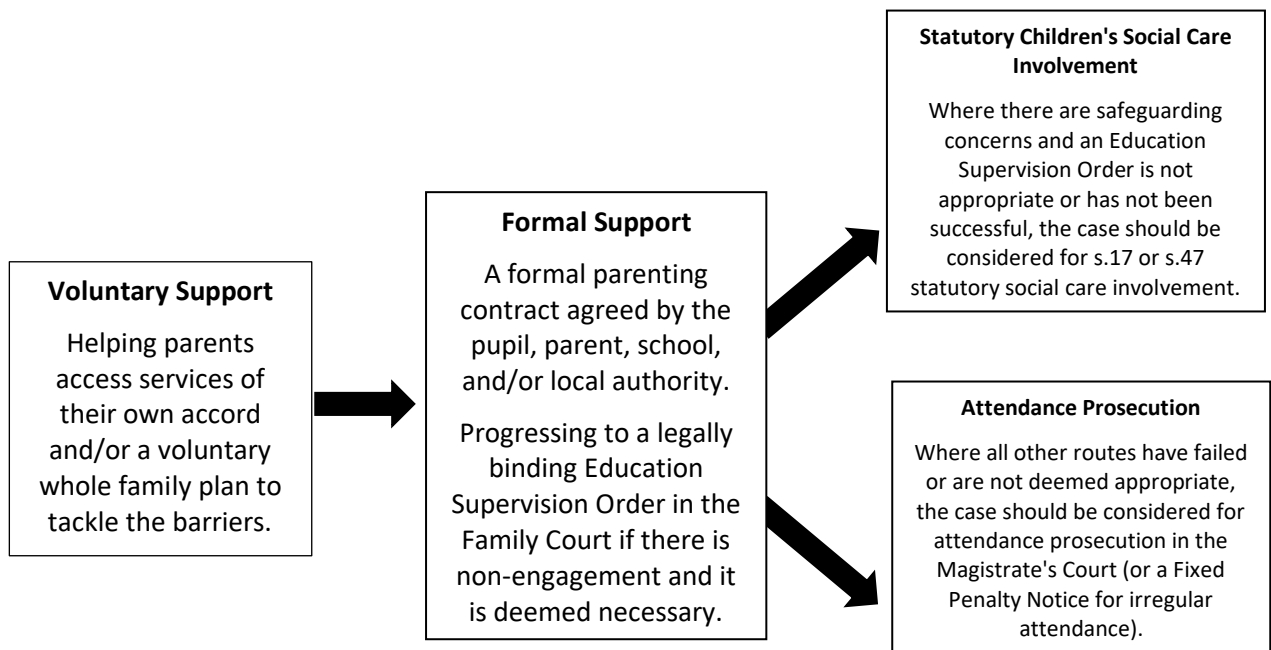 Voluntary Support
Helping parents
access services of
their own accord
and/or a voluntary
whole family plan to
tackle the barriers.
Formal Support
A formal parenting
contract agreed by the
pupil, parent, school,
and/or local authority.
Progressing to a legally
binding Education
Supervision Order in the
Family Court if there is
non-engagement and it
is deemed necessary.
Statutory Children's Social Care
Involvement
Where there are safeguarding
concerns and an Education
Supervision Order is not
appropriate or has not been
successful, the case should be
considered for s.17 or s.47
statutory social care involvement.
Attendance Prosecution
Where all other routes have failed
or are not deemed appropriate,
the case should be considered for
attendance prosecution in the
Magistrate's Court (or a Fixed
Penalty Notice for irregular
attendance).